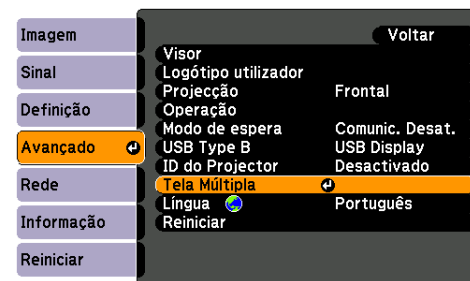 Imagem
Sinal
Definição
Avançado
Rede
Informação
Reiniciar
Voltar
Visor
Logótipo utilizador
Projecção Frontal
Operação
Modo de espera Comunic. Desat.
USB Type B USB Display
ID do Projector Desactivado
Tela Múltipla
Língua Português
Reiniciar